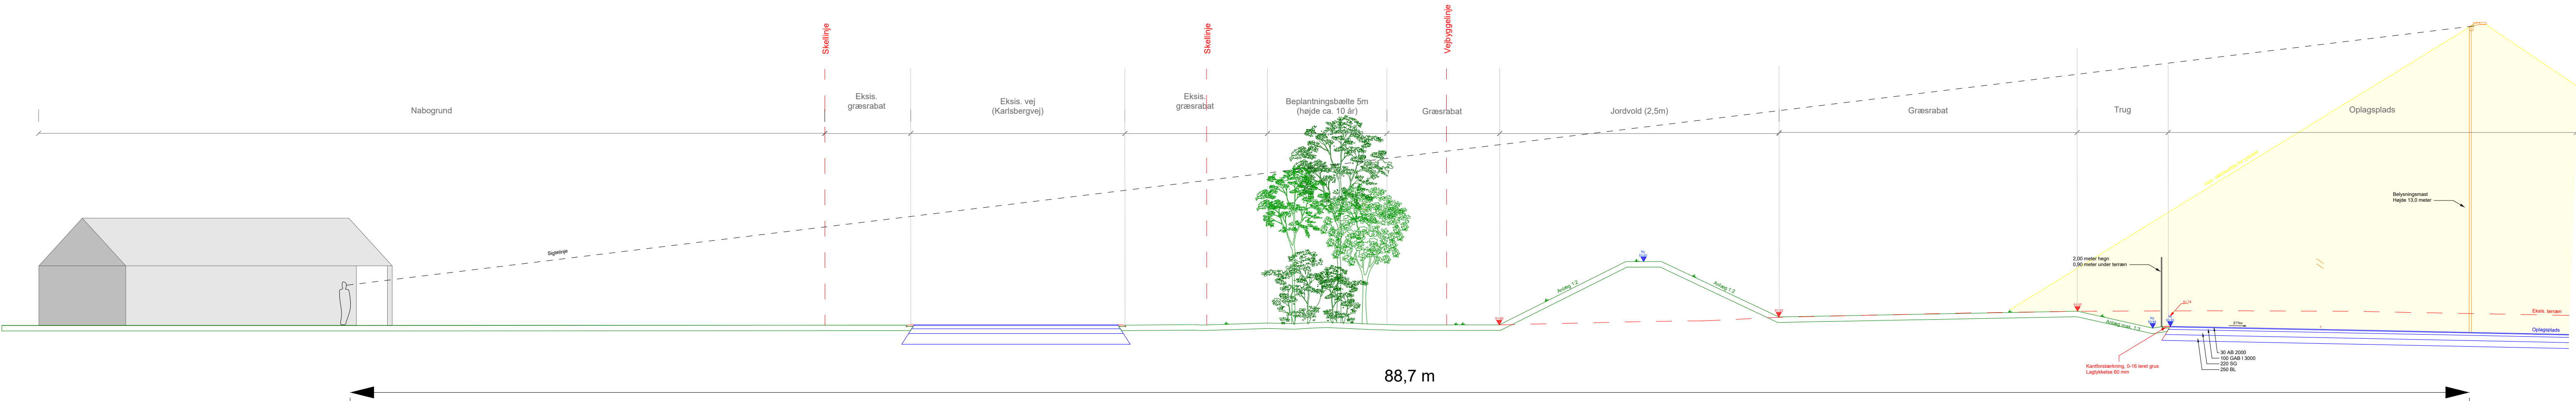 Skellinje
Skellinje
Vejbyggelinje
Nabogrund
Eksis.
græsrabat
Eksis. vej
(Karlsbergvej)
Eksis.
græsrabat
Beplantningsbælte 5m
(højde ca. 10 år)
Græsrabat
Jordvold (2,5m)
Græsrabat
Trug
Oplagsplads
Sigtelinje
Belysningsmast
Højde 13,0 meter
Anlæg 1:2
Anlæg 1:2
2,00 meter hegn
0,90 meter under terræn
Anlæg max. 1:3
Eksis. terræn
Oplagsplads
30 AB 2000
100 GAB I 3000
220 SG
250 BL
Kantforstærkning, 0-16 leret grus
Lagtykkelse 60 mm
88,7 m